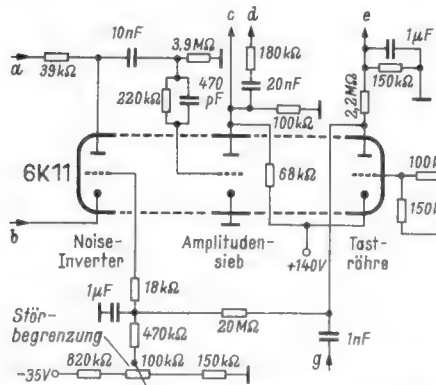 c d e
10nF
3,9MΩ
180kΩ
1µF
a
39kΩ
470
pF
20nF
150kΩ
220kΩ
100kΩ
2,2MΩ
6K11
68kΩ
100k
150k
b
Noise-
Inverter
Amplituden-
sieb
Tast-
röhre
+140V
1µF
18kΩ
Stör-
begrenzung
470kΩ
20MΩ
1nF
g
-35V
820kΩ
100kΩ
150kΩ